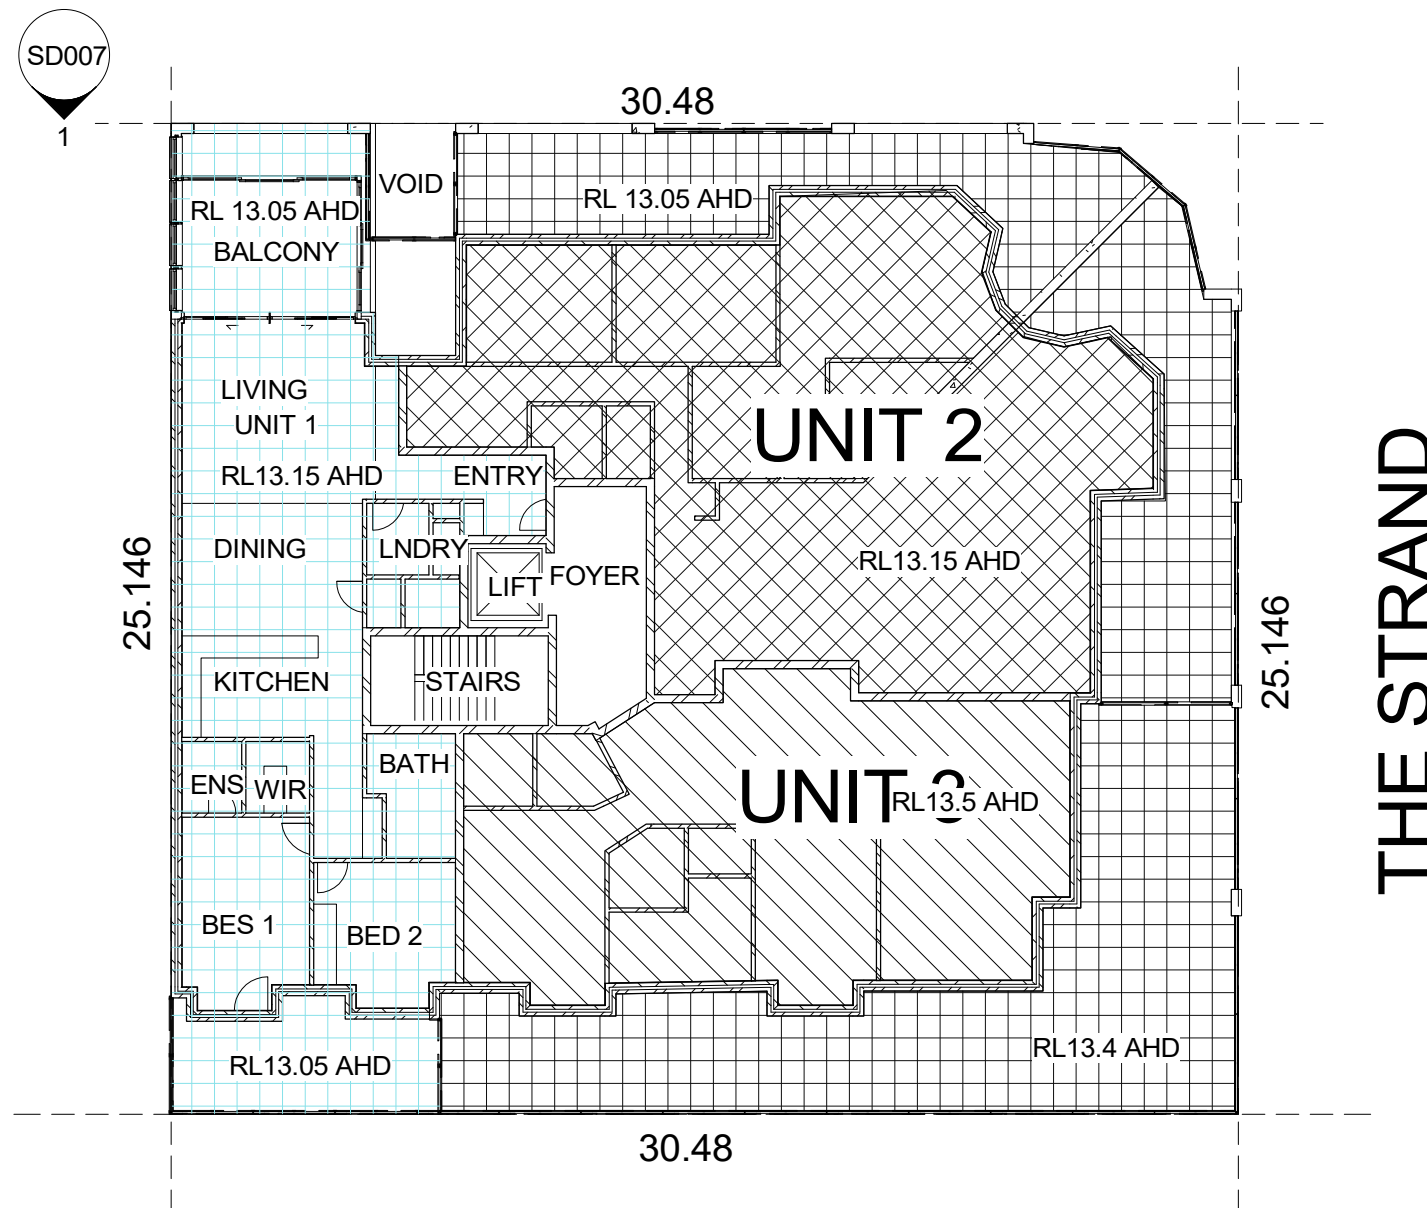 SD007
1
30.48
VOID
RL 13.05 AHD
RL 13.05 AHD
BALCONY
LIVING
UNIT 1
UNIT 2
RL13.15 AHD
ENTRY
DINING
LNDRY
LIFT
FOYER
RL13.15 AHD
25.146
25.146
THE STRAND
KITCHEN
STAIRS
BATH
ENS
WIR
UNIT 3
RL13.5 AHD
BES 1
BED 2
RL13.05 AHD
RL13.4 AHD
30.48